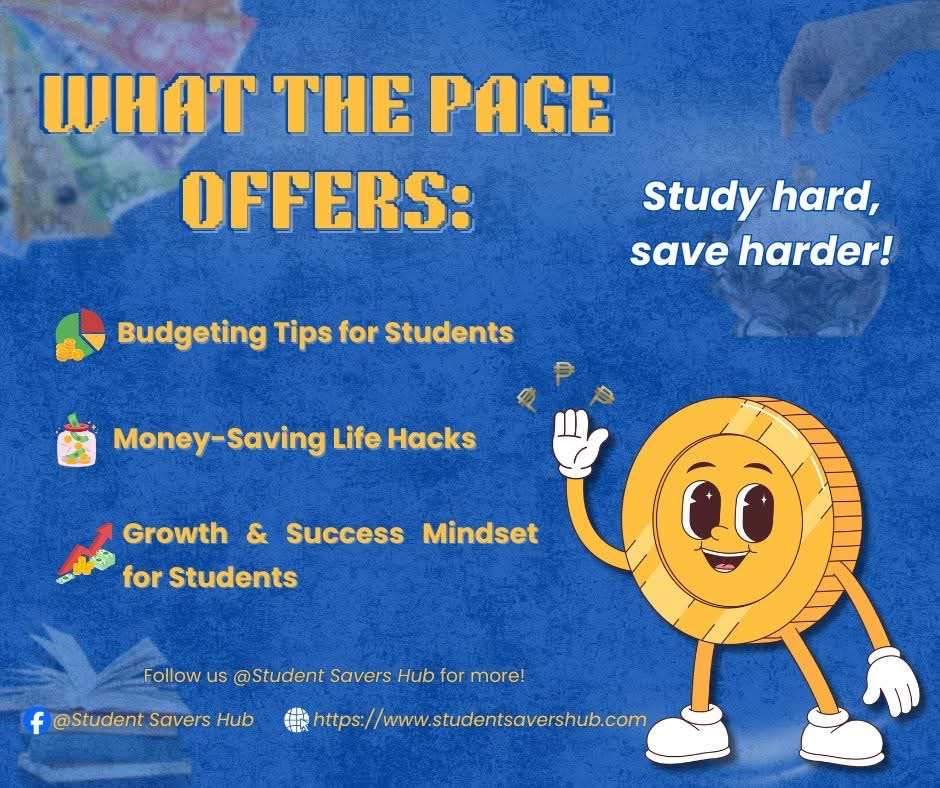 WHAT THE PAGE
OFFERS:
Study hard,
save harder!
Budgeting Tips for Students
Money-Saving Life Hacks
Growth & Success Mindset
for Students
Follow us @Student Savers Hub for more!
@Student Savers Hub
https://www.studentsavershub.com